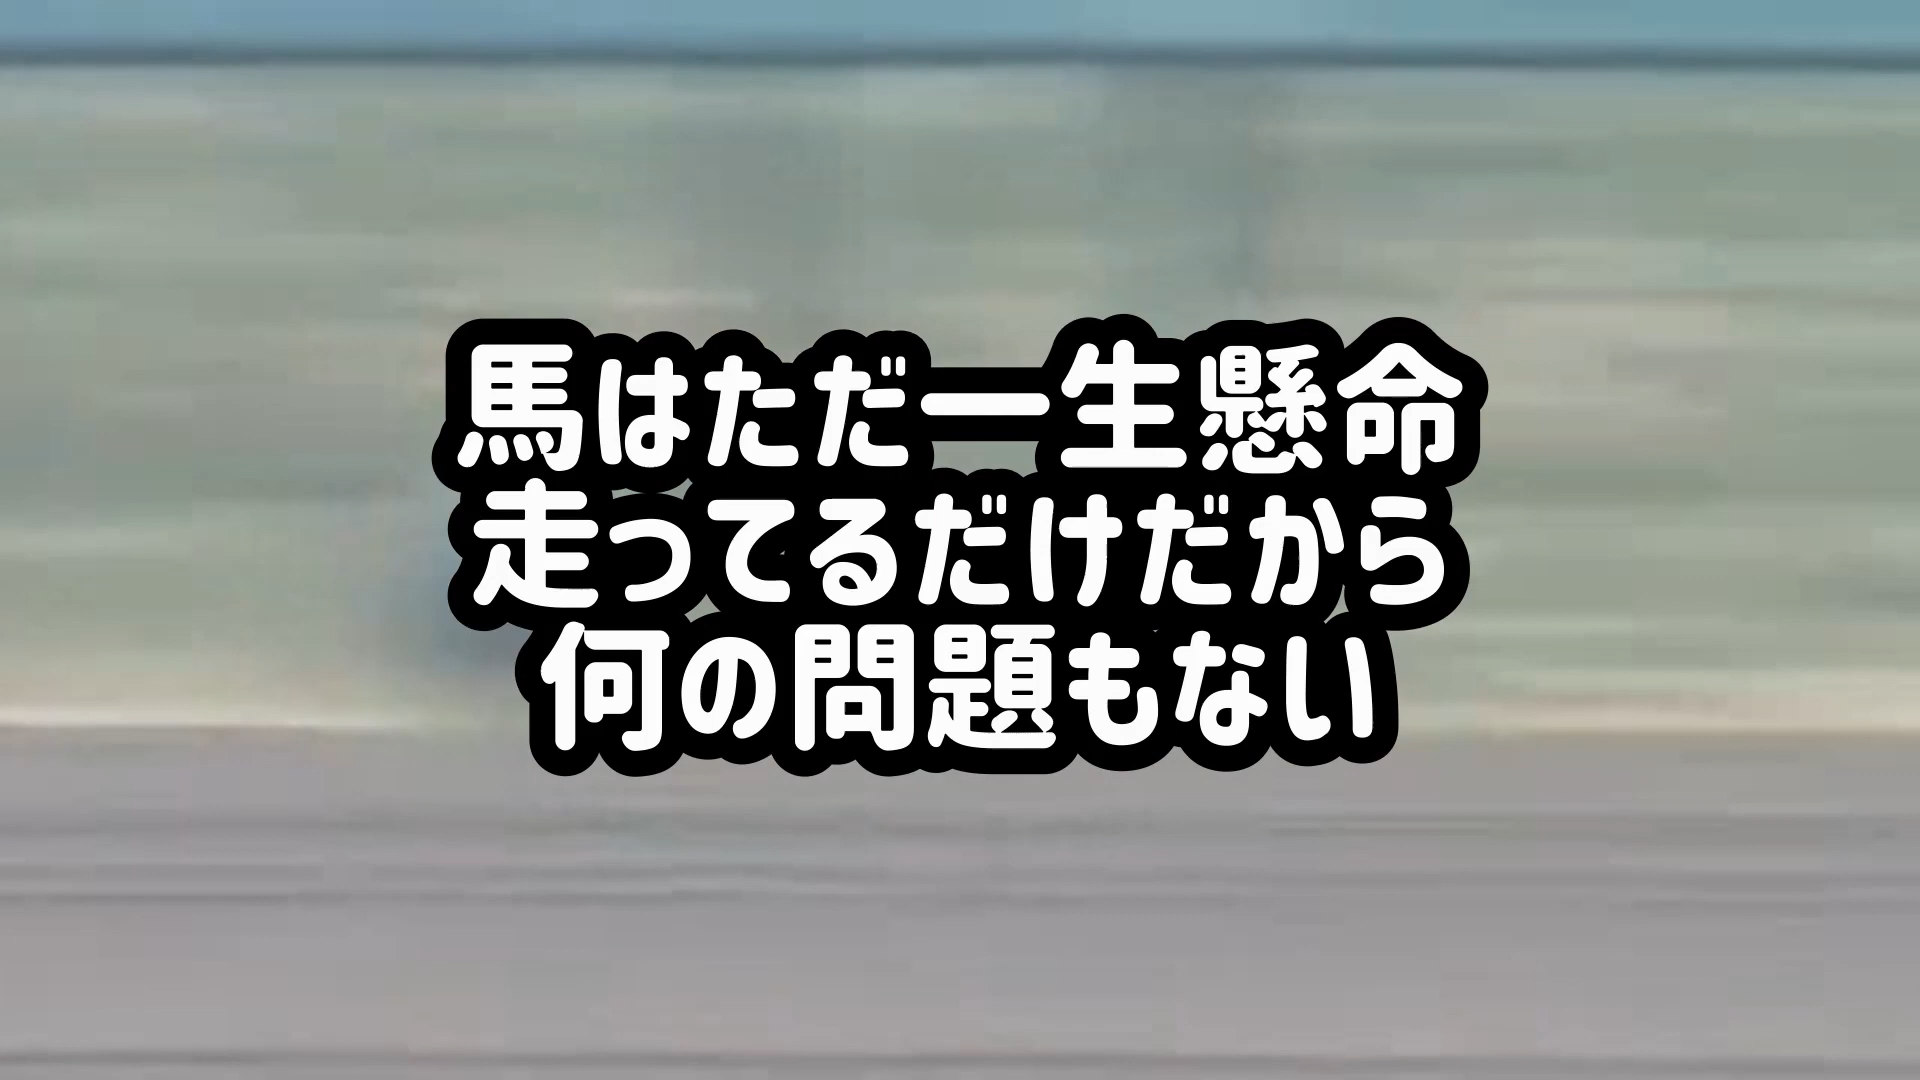 馬はただ一生懸命
走ってるだけだから
何の問題もない